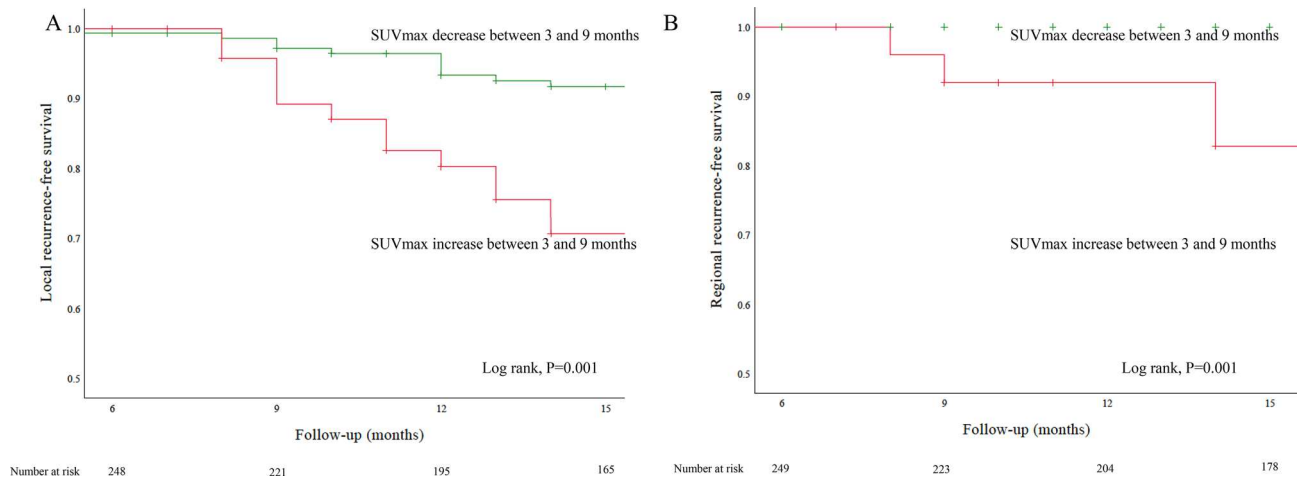 A
1.0
0.9
0.8
0.7
0.6
0.5
Local recurrence-free survival
SUVmax decrease between 3 and 9 months
SUVmax increase between 3 and 9 months
Log rank, P=0.001
6 9 12 15
Follow-up (months)
Number at risk 248 221 195 165
B
1.0
0.9
0.8
0.7
0.6
0.5
Regional recurrence-free survival
SUVmax decrease between 3 and 9 months
SUVmax increase between 3 and 9 months
Log rank, P=0.001
6 9 12 15
Follow-up (months)
Number at risk 249 223 204 178